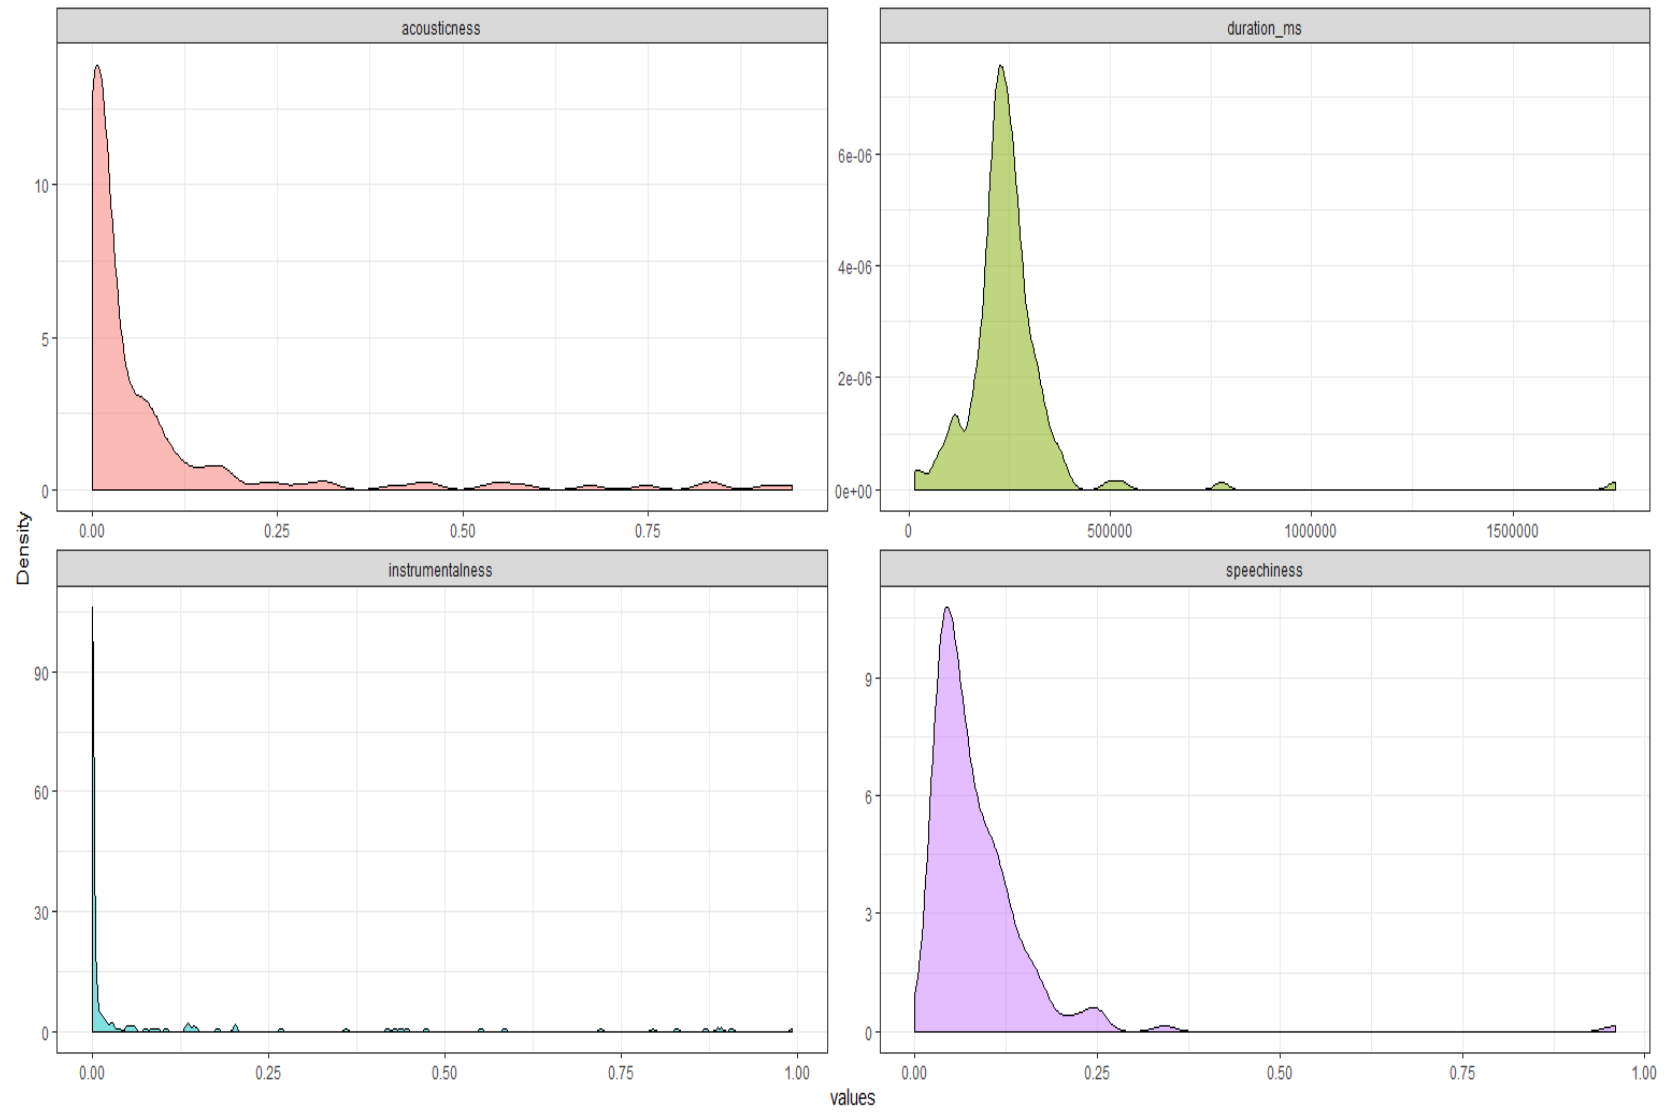 acousticness
duration_ms
10
5
0
6e-06
4e-06
2e-06
0e+00
0.00 0.25 0.50 0.75
0 500000 1000000 1500000
Density
instrumentalness
speechiness
90
60
30
0
9
6
3
0
0.00 0.25 0.50 0.75 1.00
0.00 0.25 0.50 0.75 1.00
values